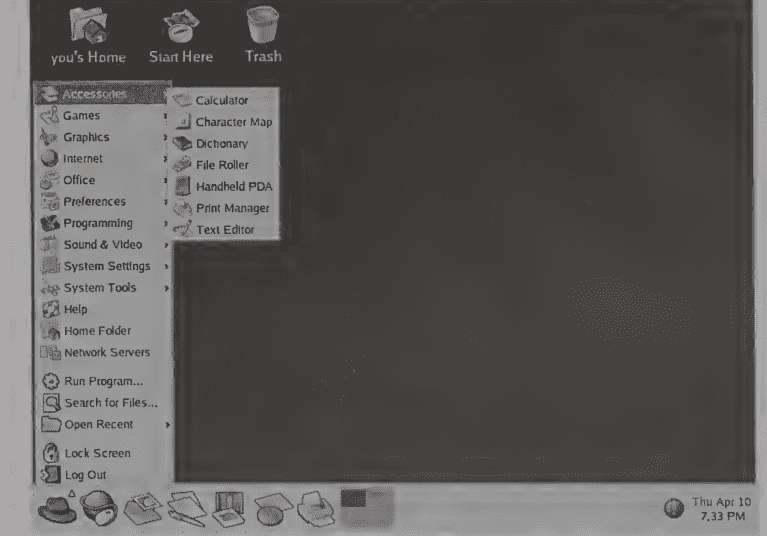 you's Home
Start Here
Trash
Accessories
Games
Graphics
Internet
Office
Preferences
Programming
Sound & Video
System Settings
System Tools
Help
Home Folder
Network Servers
Run Program...
Search for Files...
Open Recent
Lock Screen
Log Out
Calculator
Character Map
Dictionary
File Roller
Handheld PDA
Print Manager
Text Editor
Thu Apr 10
7.33 PM